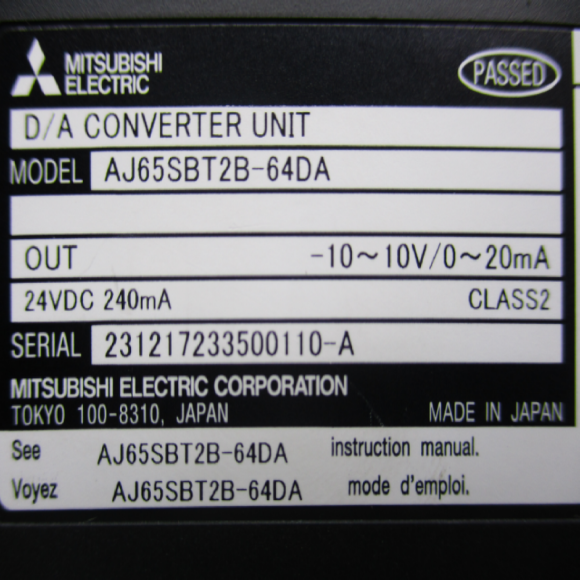 MITSUBISHI
ELECTRIC
PASSED
D/A CONVERTER UNIT
MODEL AJ65SBT2B-64DA
OUT -10~10V/0~20mA
24VDC 240mA CLASS2
SERIAL 231217233500110-A
MITSUBISHI ELECTRIC CORPORATION
TOKYO 100-8310, JAPAN MADE IN JAPAN
See AJ65SBT2B-64DA instruction manual.
Voyez AJ65SBT2B-64DA mode d'emploi.